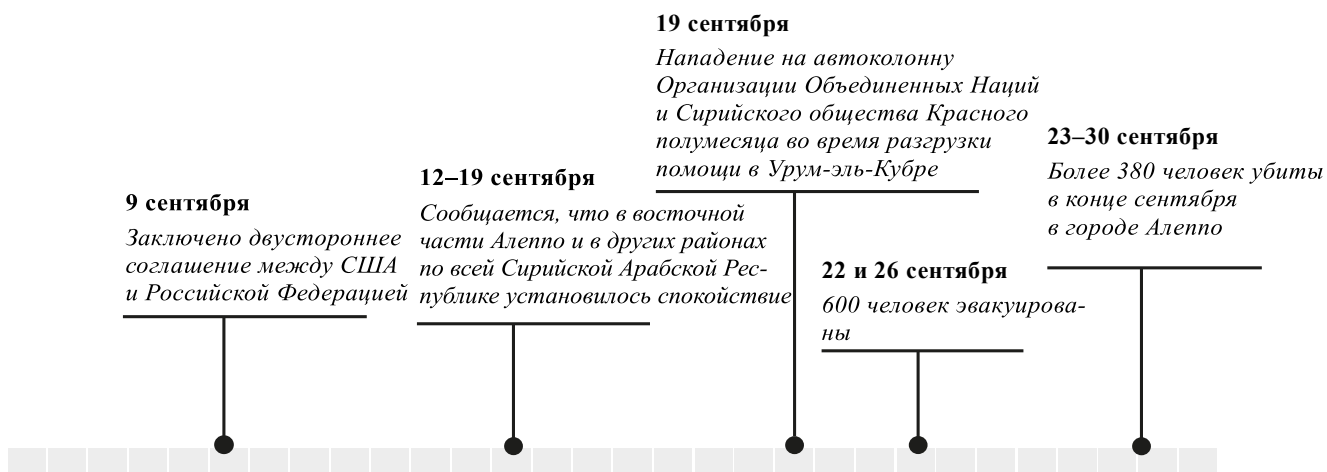 9 сентября
Заключено двустороннее
соглашение между США
и Российской Федерацией
12–19 сентября
Сообщается, что в восточной
части Алеппо и в других районах
по всей Сирийской Арабской Рес-
публике установилось спокойствие
19 сентября
Нападение на автоколонну
Организации Объединенных Наций
и Сирийского общества Красного
полумесяца во время разгрузки
помощи в Урум-эль-Кубре
22 и 26 сентября
600 человек эвакуирова-
ны
23–30 сентября
Более 380 человек убиты
в конце сентября
в городе Алеппо